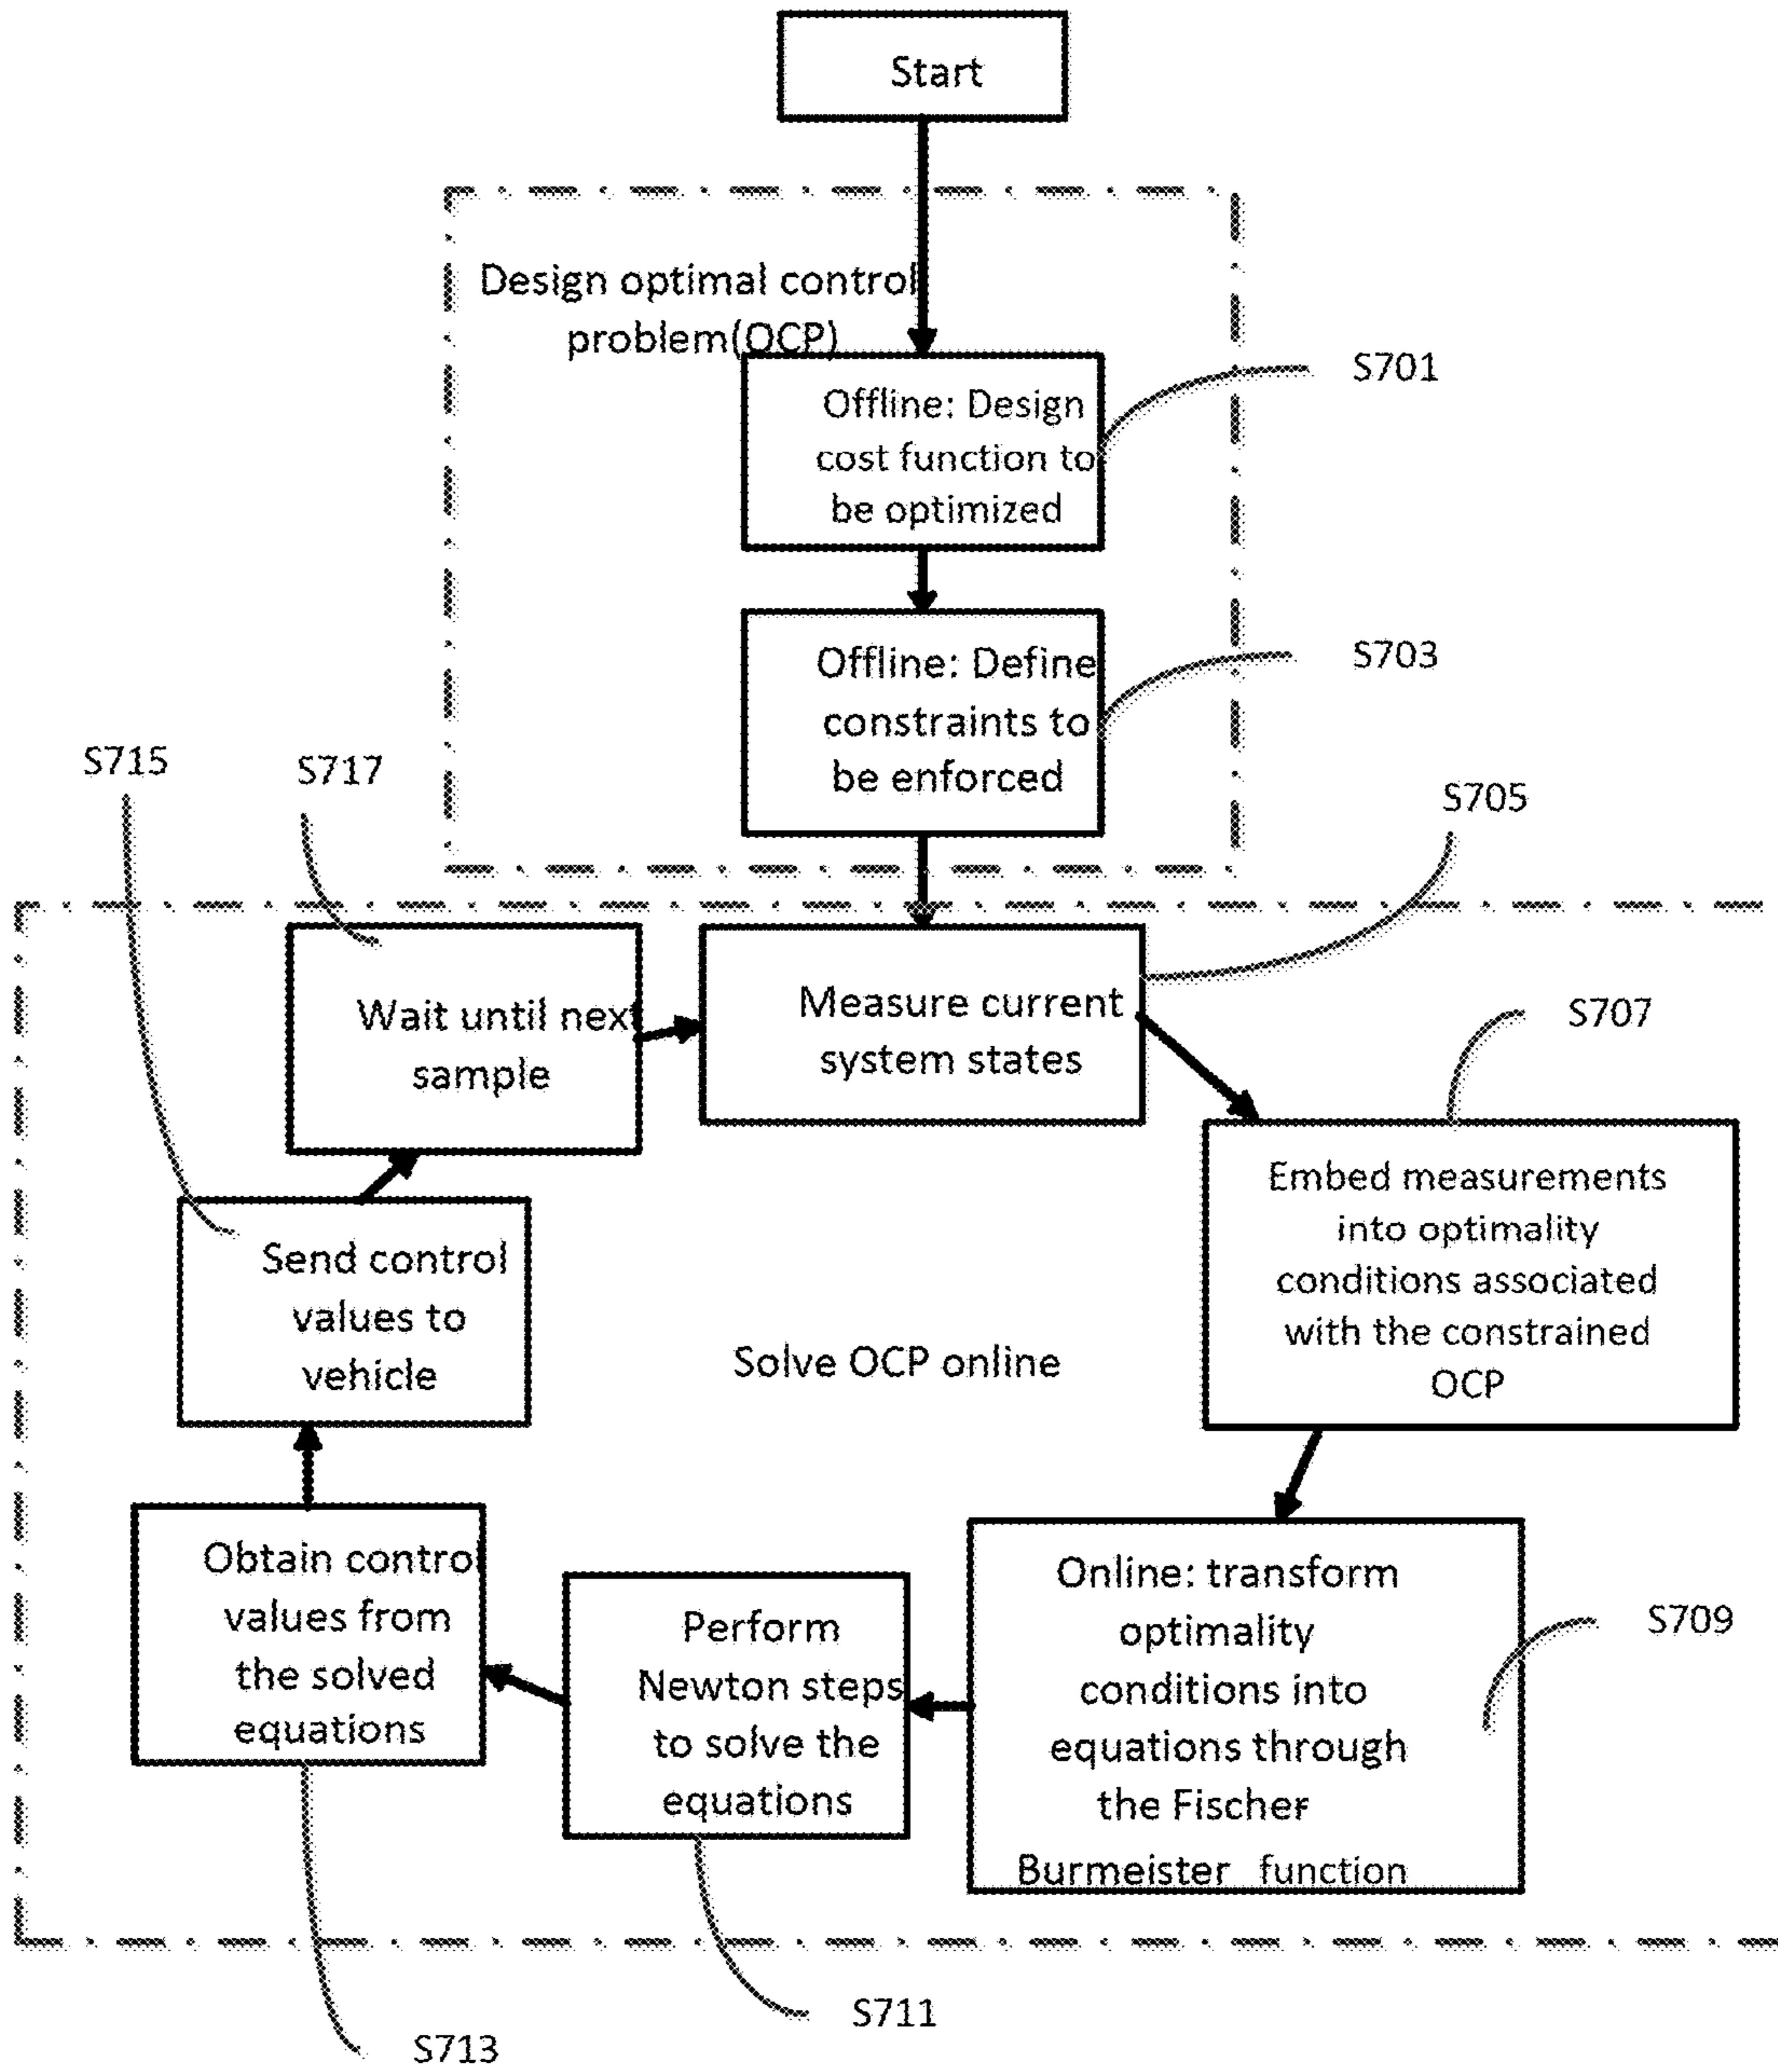 Start
Design optimal control
problem(OCP)
Offline: Design
cost function to
be optimized
S701
Offline: Define
constraints to
be enforced
S703
S715
S717
S705
Wait until next
sample
Measure current
system states
S707
Embed measurements
into optimality
conditions associated
with the constrained
OCP
Send control
values to
vehicle
Solve OCP online
Obtain control
values from
the solved
equations
Perform
Newton steps
to solve the
equations
Online: transform
optimality
conditions into
equations through
the Fischer
Burmeister function
S709
S711
S713